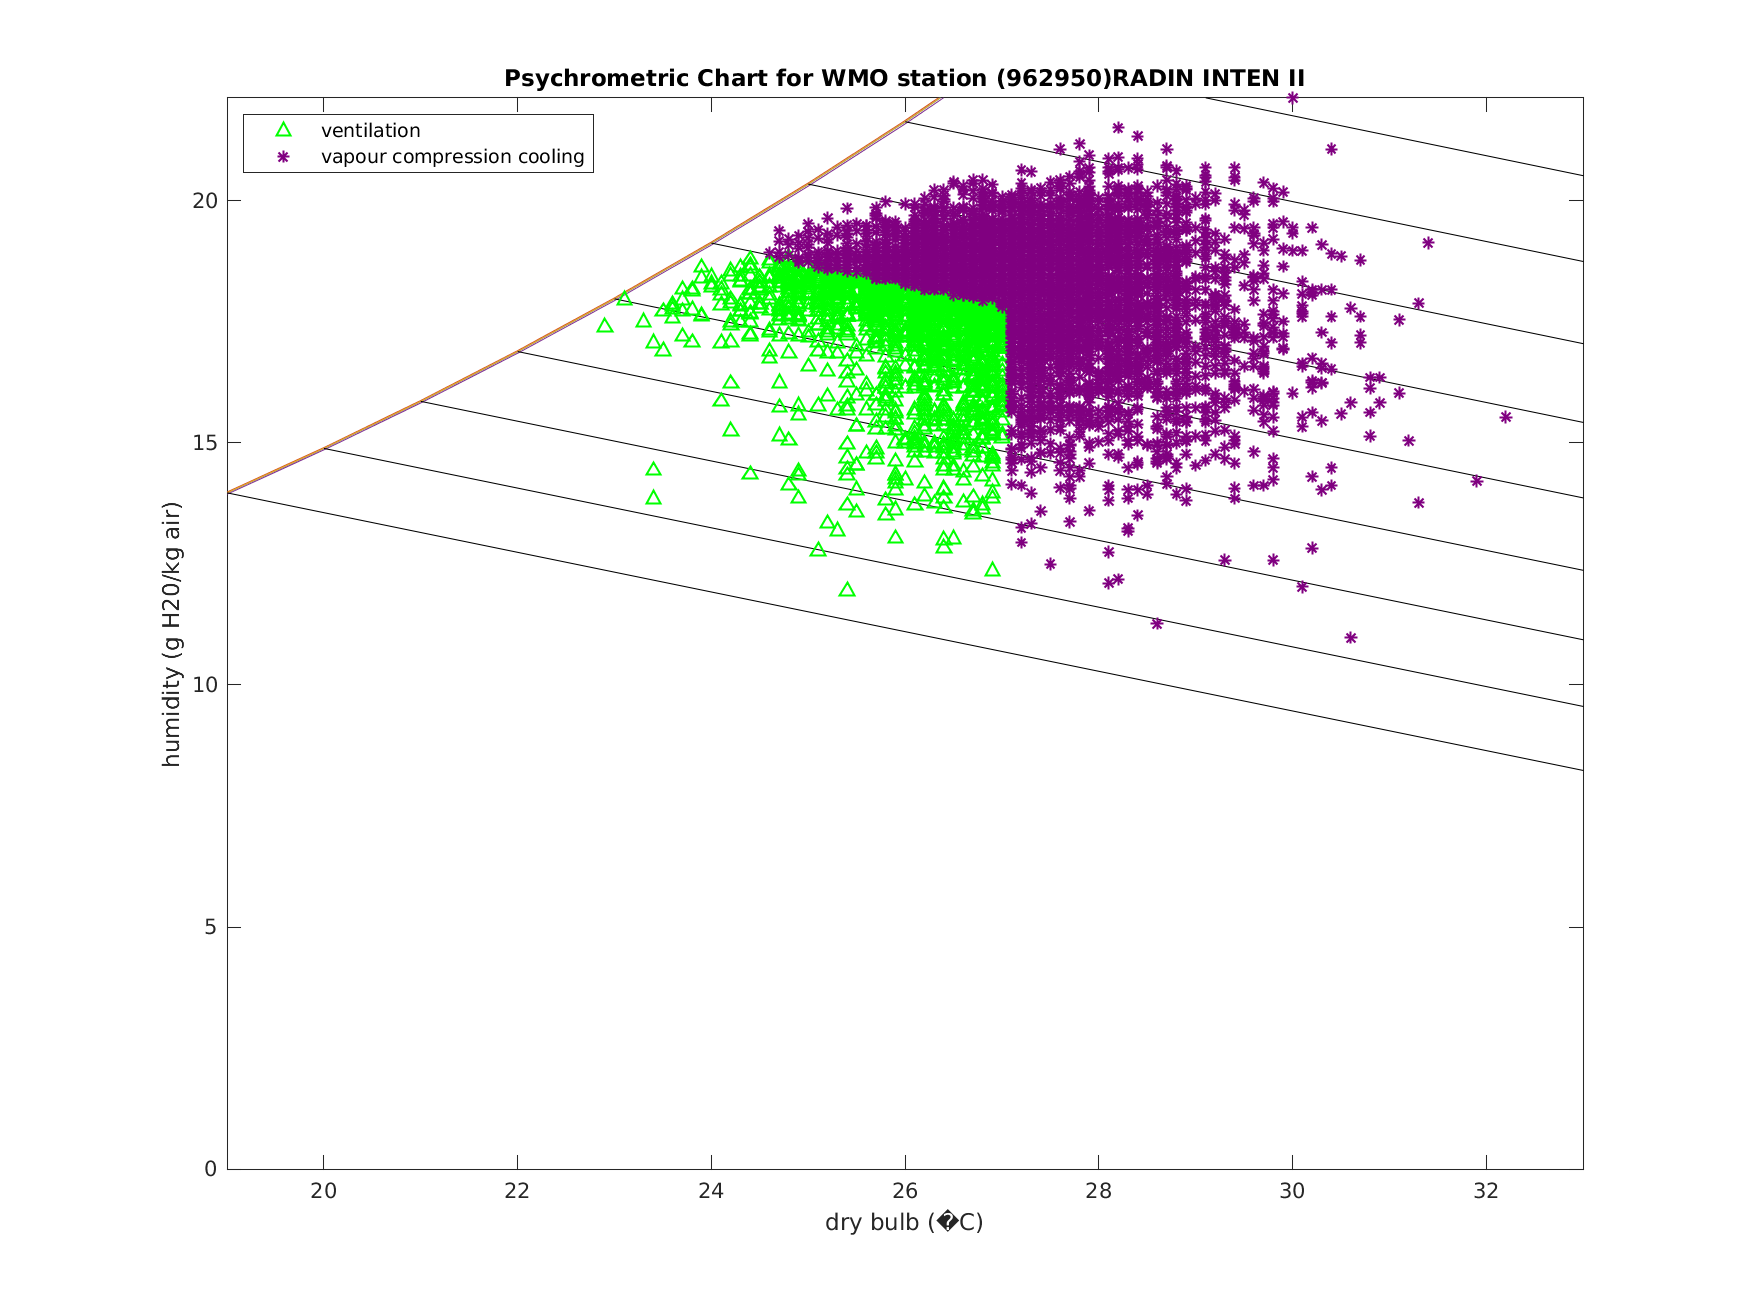 Psychrometric Chart for WMO station (962950)RADIN INTEN II
ventilation
vapour compression cooling
20
15
10
5
0
humidity (g H20/kg air)
20 22 24 26 28 30 32
dry bulb (�C)